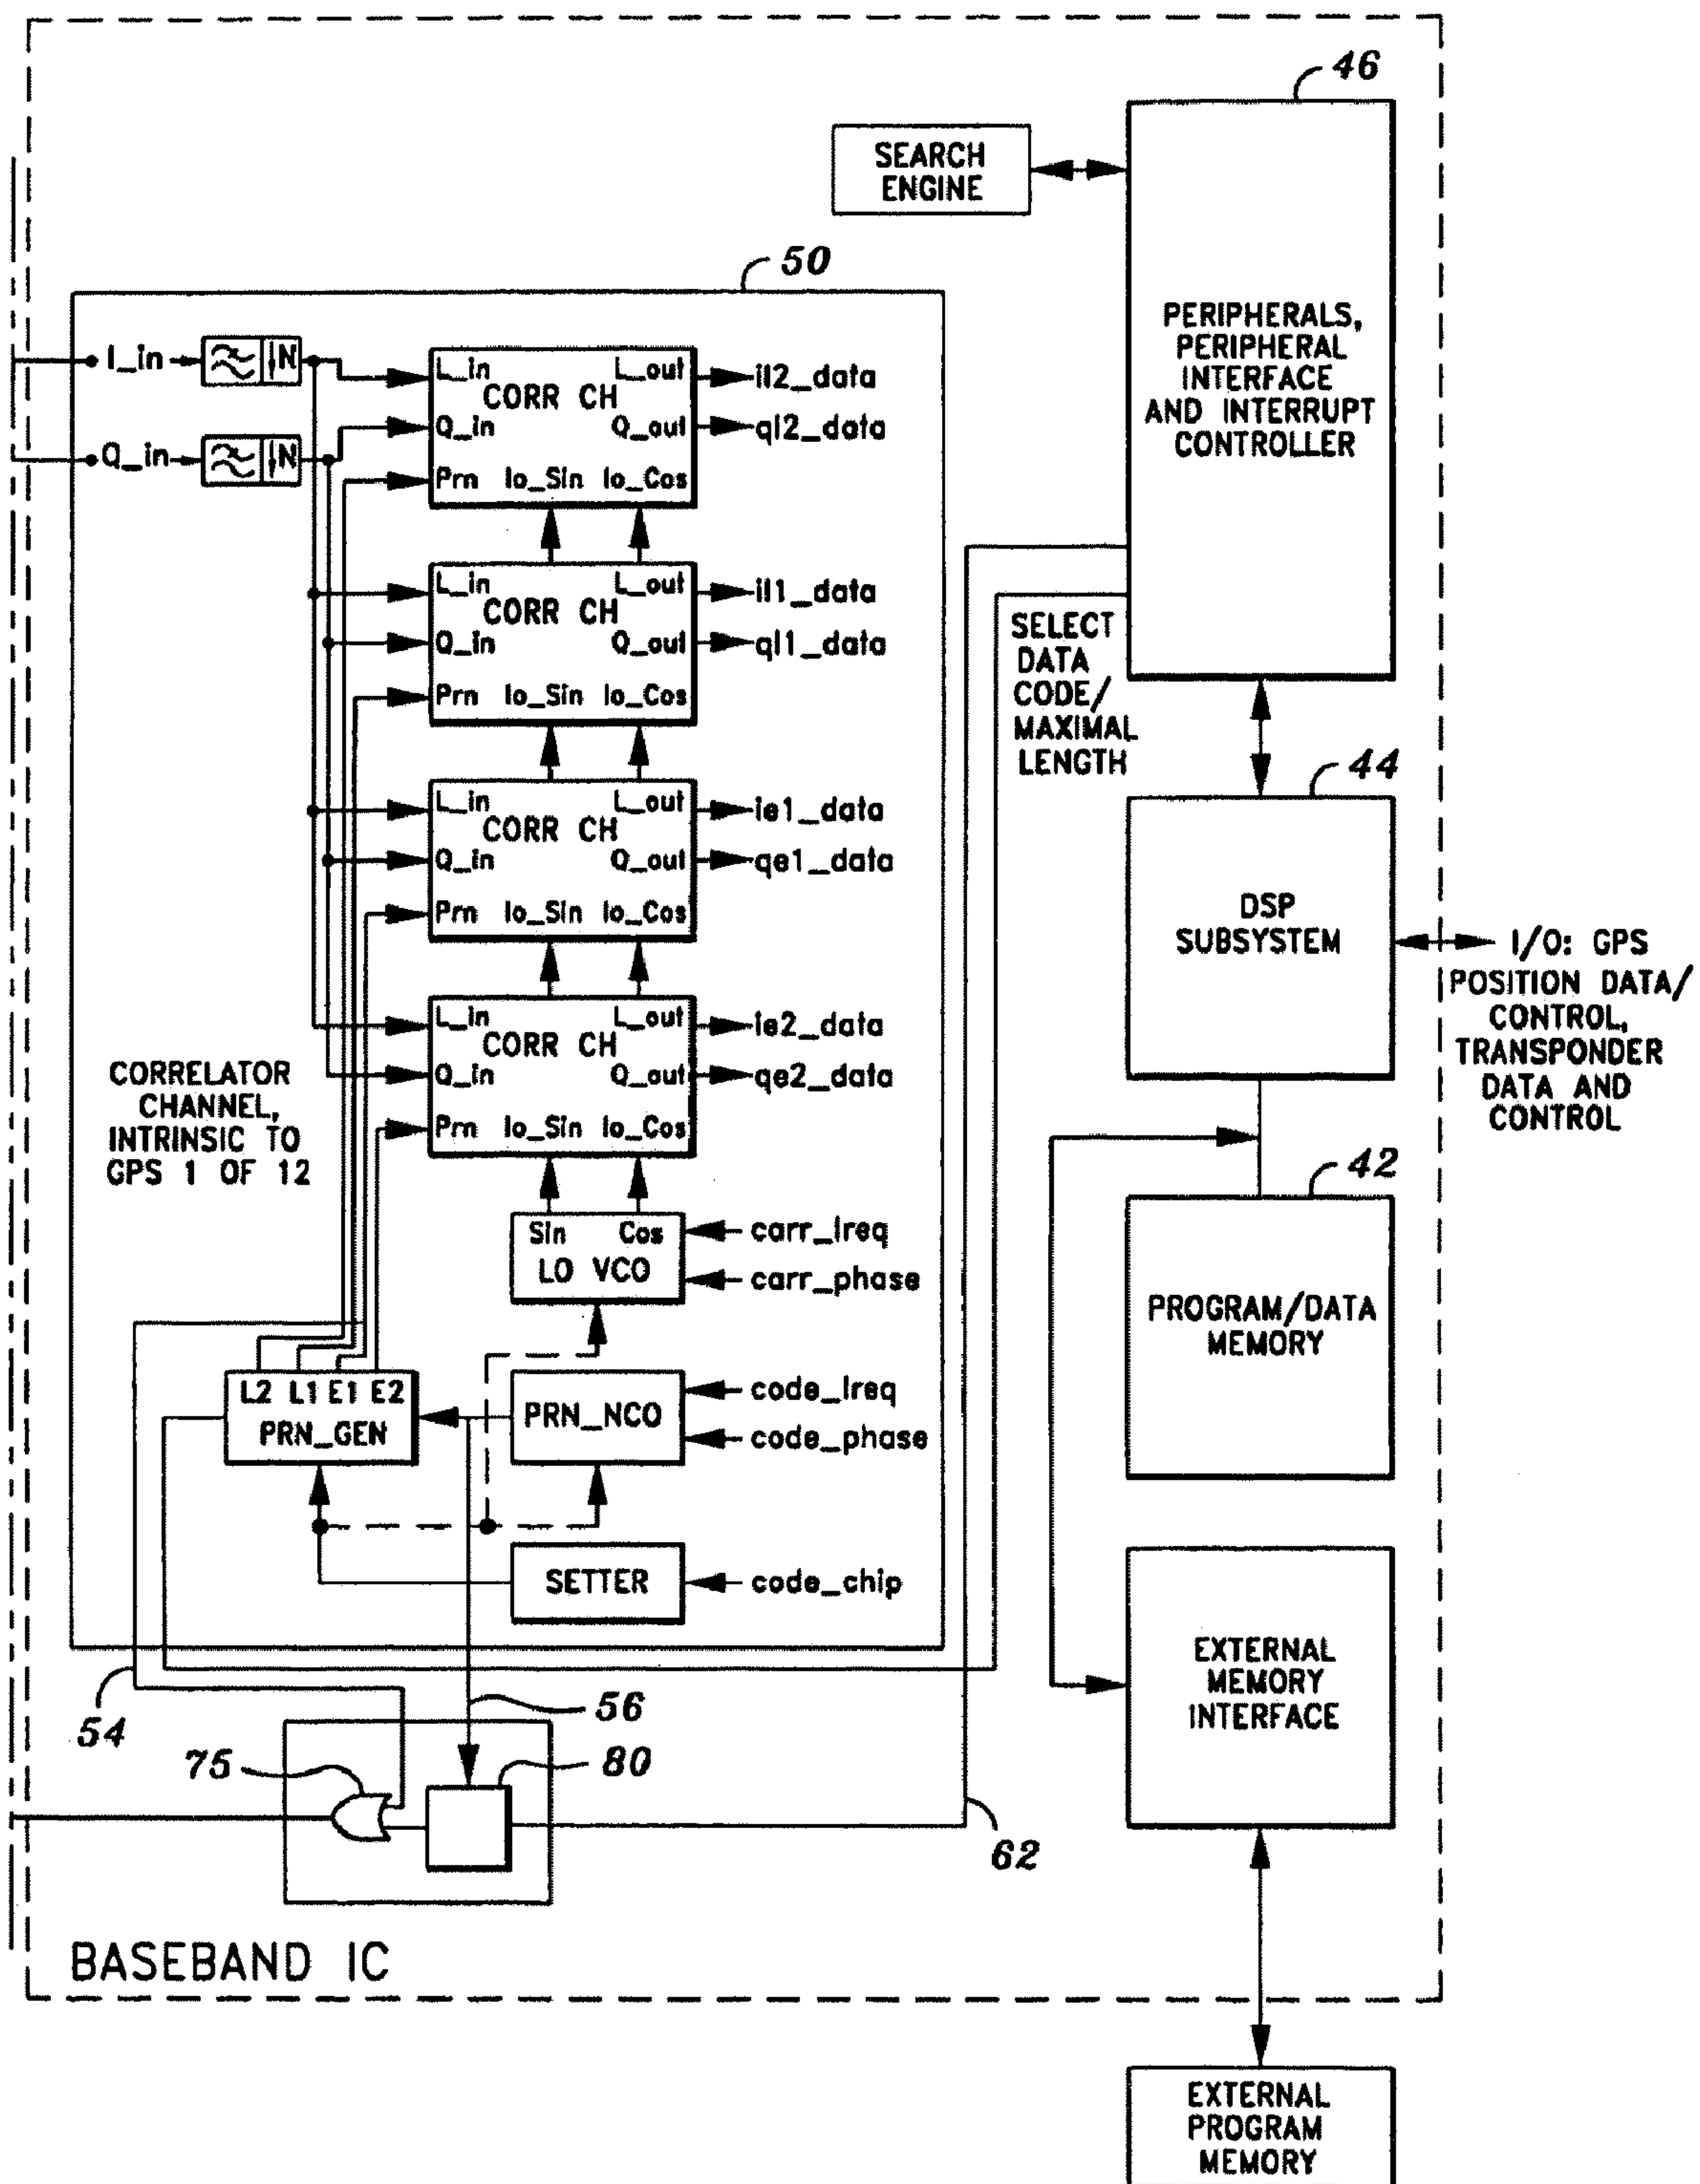 46
SEARCH
ENGINE
PERIPHERALS,
PERIPHERAL
INTERFACE
AND INTERRUPT
CONTROLLER
50
I_in
N
Q_in
N
L_in L_out
CORR CH
Q_in Q_out
Prn lo_Sin lo_Cos
il2_data
ql2_data
L_in L_out
CORR CH
Q_in Q_out
Prn lo_Sin lo_Cos
il1_data
ql1_data
L_in L_out
CORR CH
Q_in Q_out
Prn lo_Sin lo_Cos
ie1_data
qe1_data
L_in L_out
CORR CH
Q_in Q_out
Prn lo_Sin lo_Cos
ie2_data
qe2_data
SELECT
DATA
CODE/
MAXIMAL
LENGTH
44
DSP
SUBSYSTEM
I/O: GPS
POSITION DATA/
CONTROL,
TRANSPONDER
DATA AND
CONTROL
CORRELATOR
CHANNEL,
INTRINSIC TO
GPS 1 OF 12
42
PROGRAM/DATA
MEMORY
Sin Cos
LO VCO
carr_freq
carr_phase
L2 L1 E1 E2
PRN_GEN
PRN_NCO
code_freq
code_phase
SETTER
code_chip
EXTERNAL
MEMORY
INTERFACE
54
56
75
80
62
BASEBAND IC
EXTERNAL
PROGRAM
MEMORY